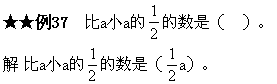 ★★例37 比a小a的1/2的数是（ ）。
解 比a小a的1/2的数是（1/2a）。